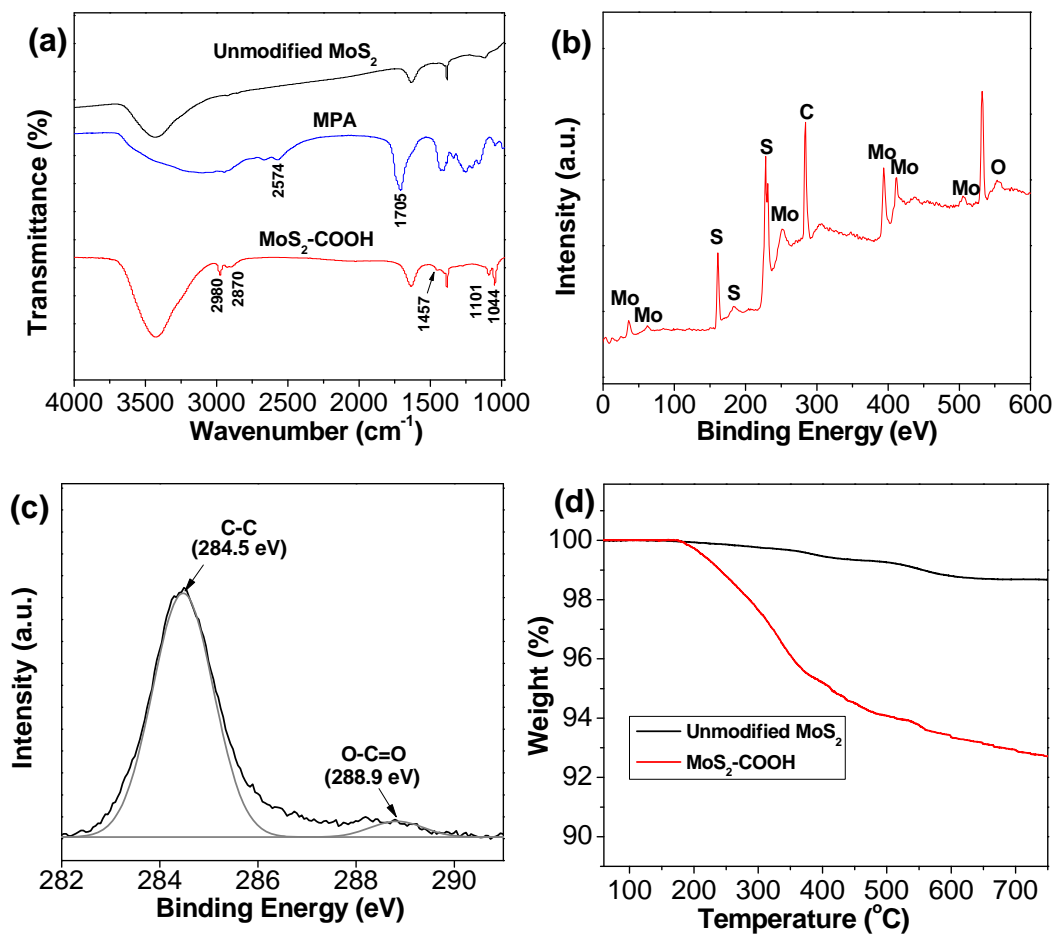 (a)
Unmodified MoS₂
MPA
2574
1705
MoS₂-COOH
2980
2870
1457
1101
1044
Transmittance (%)
4000 3500 3000 2500 2000 1500 1000
Wavenumber (cm⁻¹)
(b)
Mo
Mo
S
S
S
Mo
C
Mo
Mo
Mo
O
Intensity (a.u.)
0 100 200 300 400 500 600
Binding Energy (eV)
(c)
C-C
(284.5 eV)
O-C=O
(288.9 eV)
Intensity (a.u.)
282 284 286 288 290
Binding Energy (eV)
(d)
100
98
96
94
92
90
Weight (%)
Unmodified MoS₂
MoS₂-COOH
100 200 300 400 500 600 700
Temperature (°C)